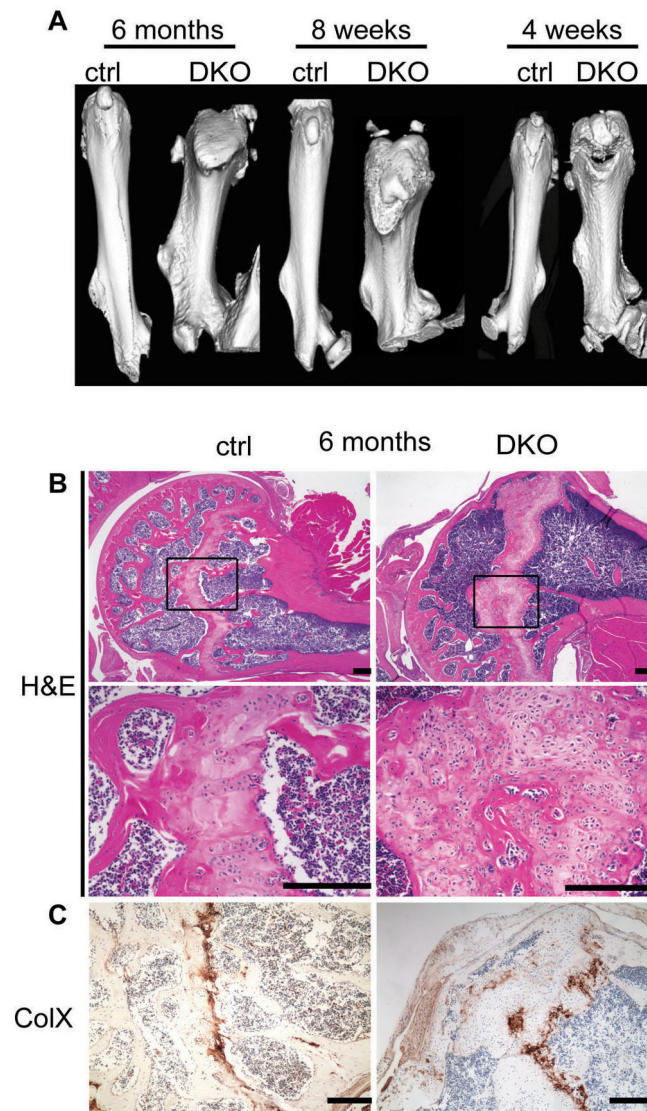 A
6 months 8 weeks 4 weeks
ctrl DKO ctrl DKO ctrl DKO
ctrl 6 months DKO
B
H&E
C
ColX